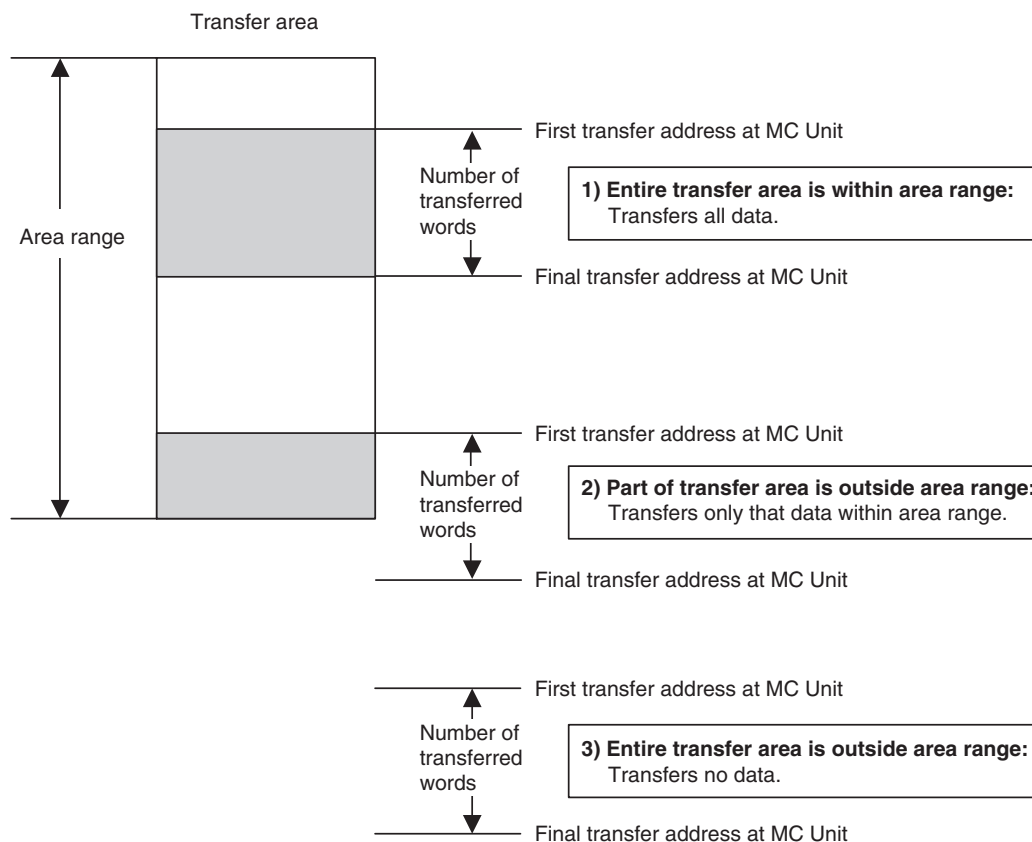 Transfer area
First transfer address at MC Unit
Number of
transferred
words
1) Entire transfer area is within area range:
Transfers all data.
Area range
Final transfer address at MC Unit
First transfer address at MC Unit
Number of
transferred
words
2) Part of transfer area is outside area range:
Transfers only that data within area range.
Final transfer address at MC Unit
First transfer address at MC Unit
Number of
transferred
words
3) Entire transfer area is outside area range:
Transfers no data.
Final transfer address at MC Unit